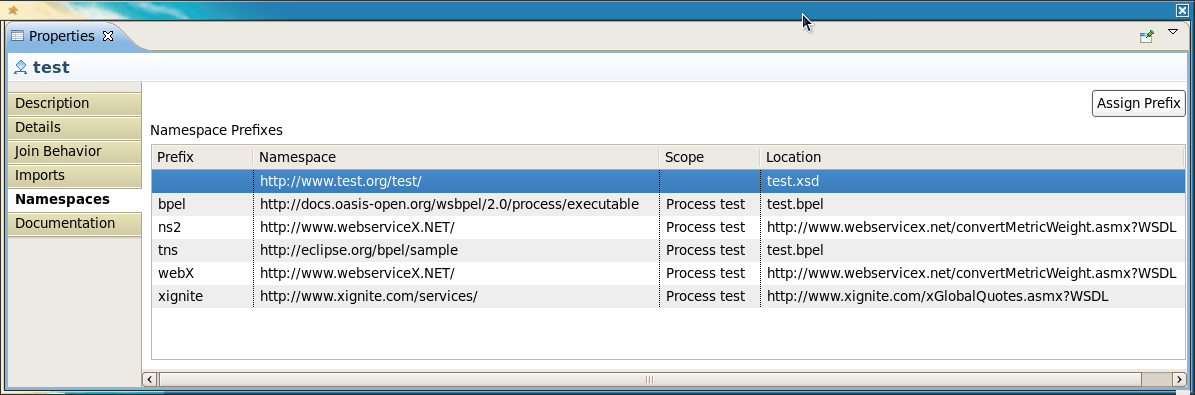 Properties
test
Description
Details
Join Behavior
Imports
Namespaces
Documentation
Assign Prefix
Namespace Prefixes
Prefix Namespace Scope Location
http://www.test.org/test/ test.xsd
bpel http://docs.oasis-open.org/wsbpel/2.0/process/executable Process test test.bpel
ns2 http://www.webserviceX.NET/ Process test http://www.webservicex.net/convertMetricWeight.asmx?WSDL
tns http://eclipse.org/bpel/sample Process test test.bpel
webX http://www.webserviceX.NET/ Process test http://www.webservicex.net/convertMetricWeight.asmx?WSDL
xignite http://www.xignite.com/services/ Process test http://www.xignite.com/xGlobalQuotes.asmx?WSDL